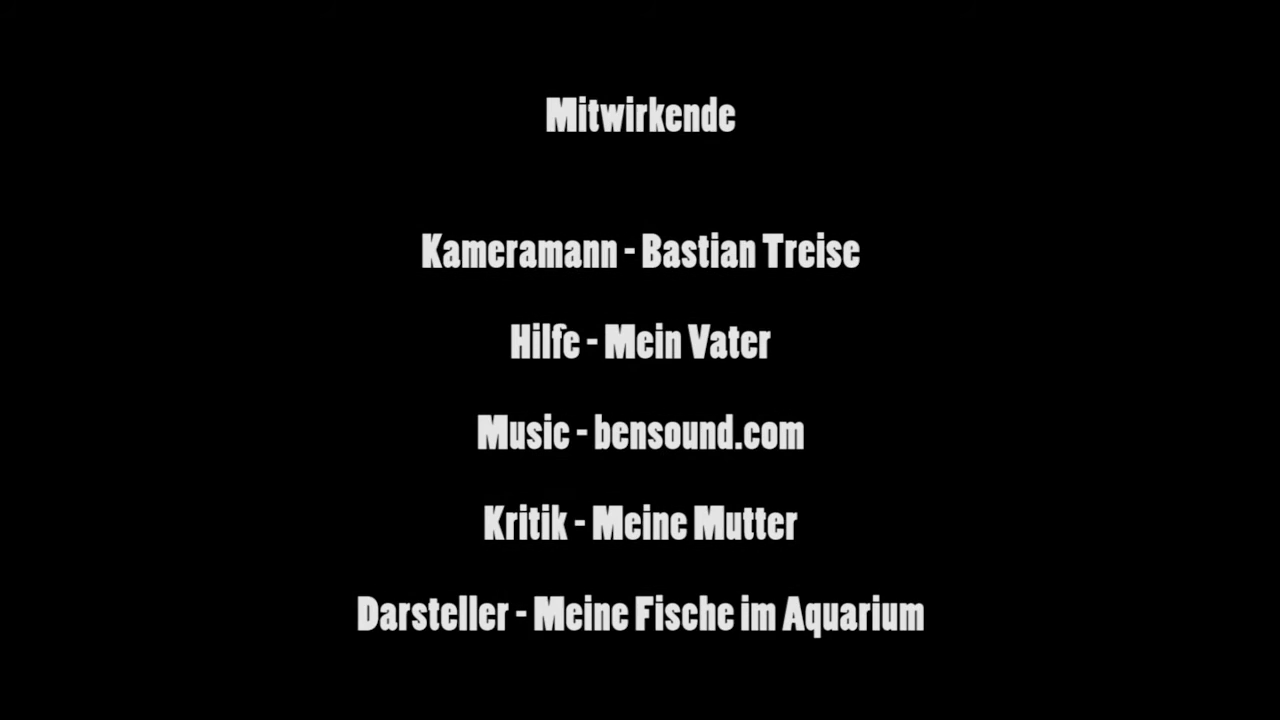 Mitwirkende
Kameramann - Bastian Treise
Hilfe - Mein Vater
Music - bensound.com
Kritik - Meine Mutter
Darsteller - Meine Fische im Aquarium